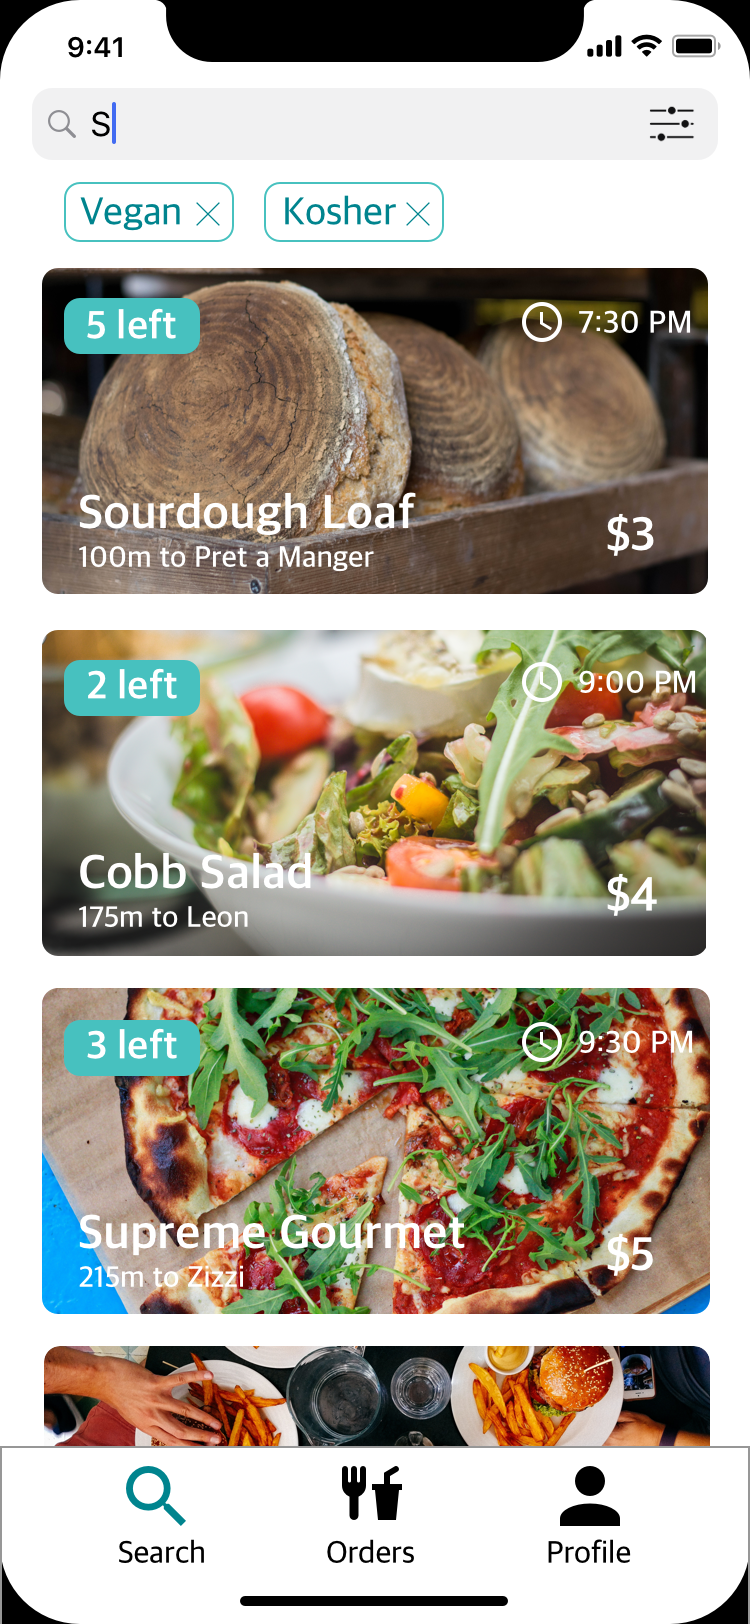 9:41
S
Vegan
Kosher
5 left
7:30 PM
Sourdough Loaf
100m to Pret a Manger
$3
2 left
9:00 PM
Cobb Salad
175m to Leon
$4
3 left
9:30 PM
Supreme Gourmet
215m to Zizzi
$5
Search
Orders
Profile